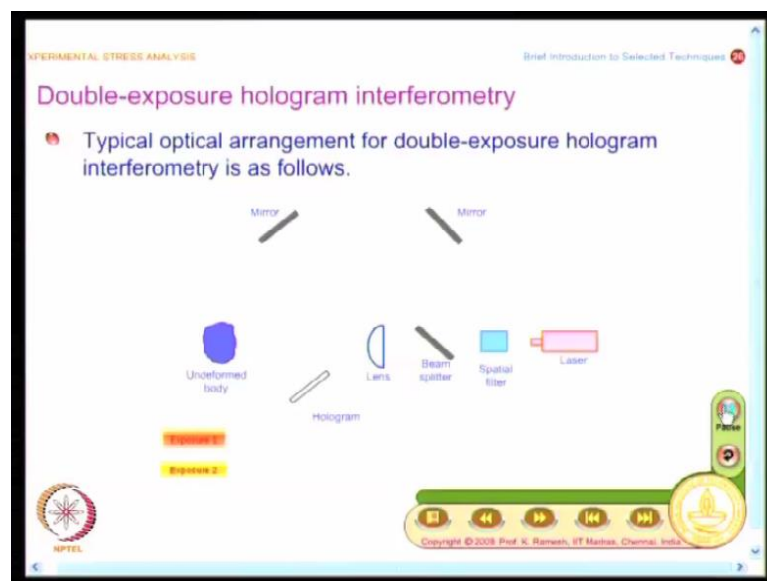 XPERIMENTAL STRESS ANALYSIS
Brief Introduction to Selected Techniques 26
Double-exposure hologram interferometry
Typical optical arrangement for double-exposure hologram
interferometry is as follows.
Mirror
Mirror
Undeformed
body
Lens
Beam
splitter
Spatial
filter
Laser
Hologram
Exposure 1
Exposure 2
Pause
NPTEL
Copyright © 2009 Prof. K. Ramesh, IIT Madras, Chennai, India